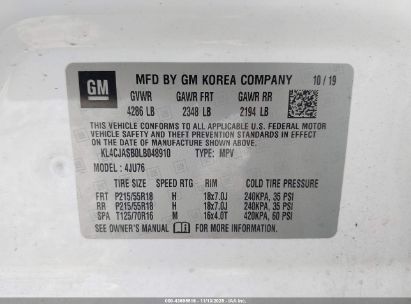 GM
MFD BY GM KOREA COMPANY 10/19
GVWR GAWR FRT GAWR RR
4286 LB 2348 LB 2194 LB
THIS VEHICLE CONFORMS TO ALL APPLICABLE U.S. FEDERAL MOTOR
VEHICLE SAFETY AND THEFT PREVENTION STANDARDS IN EFFECT ON
THE DATE OF MANUFACTURE SHOWN ABOVE.
KL4CJASB0LB048910 TYPE: MPV
MODEL: 4JU76
TIRE SIZE SPEED RTG RIM COLD TIRE PRESSURE
FRT P215/55R18 H 18x7.0J 240KPA, 35 PSI
RR P215/55R18 H 18x7.0J 240KPA, 35 PSI
SPA T125/70R16 M 16x4.0T 420KPA, 60 PSI
SEE OWNER'S MANUAL FOR MORE INFORMATION.